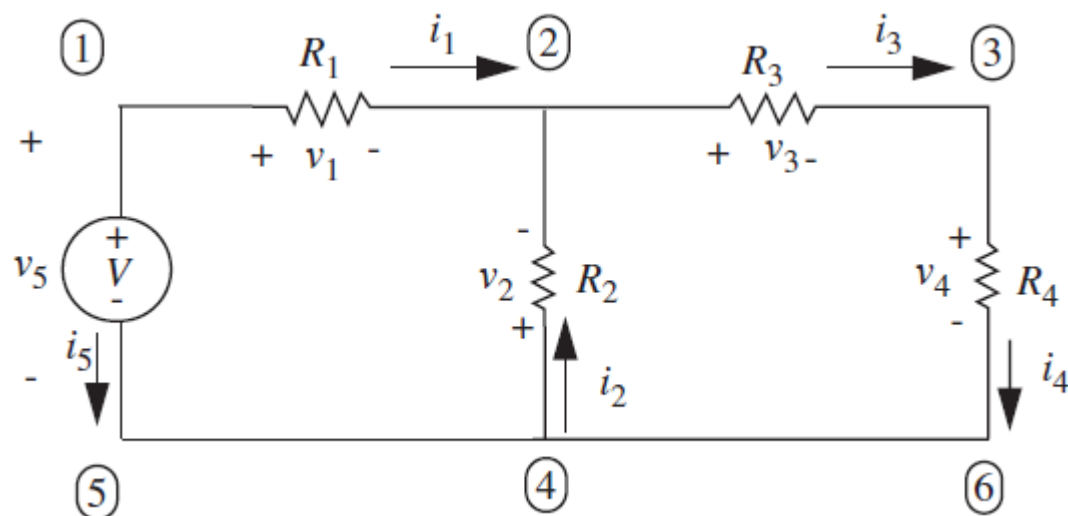 1 i1 2 i3 3
R1 R3
+ + v1 - + v3 -
+ - +
v5 V v2 R2 v4 R4
- + -
i5 i4
- i2
5 4 6